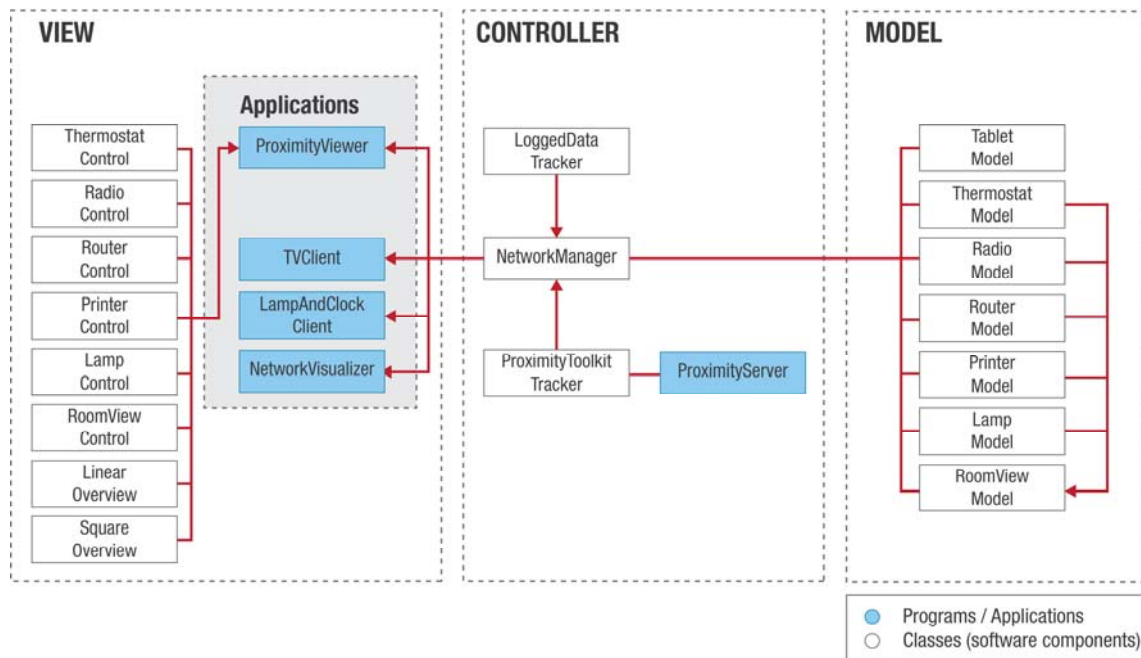 VIEW
Applications
Thermostat
Control
Radio
Control
Router
Control
Printer
Control
Lamp
Control
RoomView
Control
Linear
Overview
Square
Overview
ProximityViewer
TVClient
LampAndClock
Client
NetworkVisualizer
CONTROLLER
LoggedData
Tracker
NetworkManager
ProximityToolkit
Tracker
ProximityServer
MODEL
Tablet
Model
Thermostat
Model
Radio
Model
Router
Model
Printer
Model
Lamp
Model
RoomView
Model
Programs / Applications
Classes (software components)